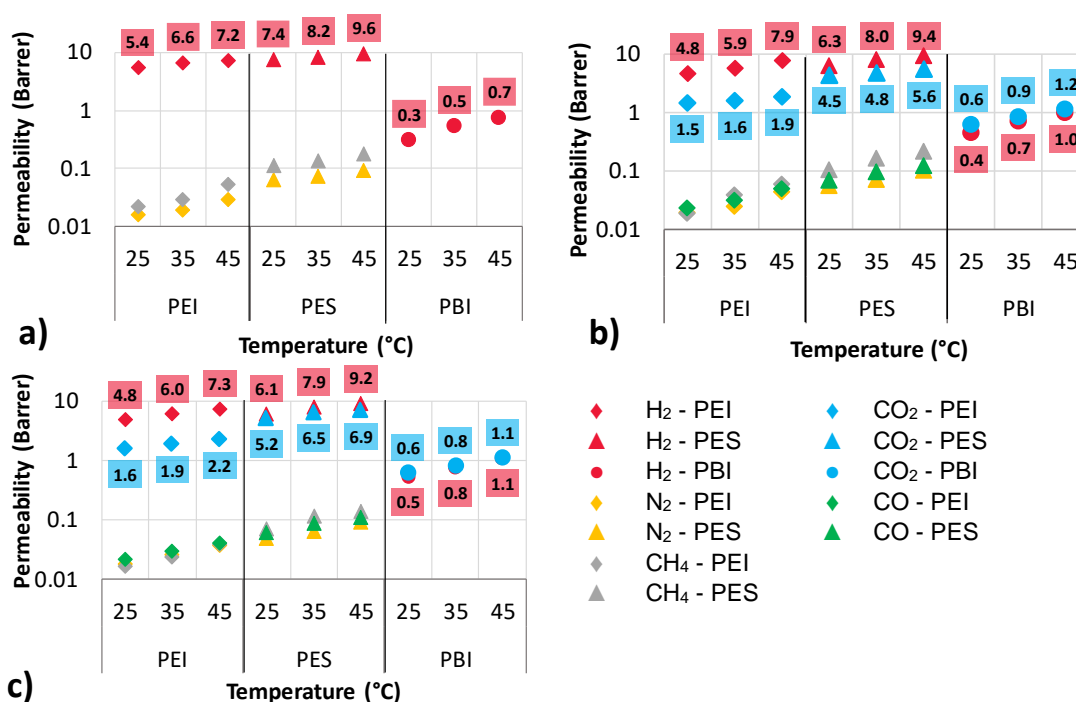 5.4 6.6 7.2 7.4 8.2 9.6
10
1
0.1
0.01
Permeability (Barrer)
0.3 0.5 0.7
25 35 45 25 35 45 25 35 45
PEI PES PBI
a)
Temperature (°C)
4.8 5.9 7.9 6.3 8.0 9.4
10
1
0.1
0.01
Permeability (Barrer)
1.5 1.6 1.9 4.5 4.8 5.6
0.6 0.9 1.2
0.4 0.7 1.0
25 35 45 25 35 45 25 35 45
PEI PES PBI
b)
Temperature (°C)
4.8 6.0 7.3 6.1 7.9 9.2
10
1
0.1
0.01
Permeability (Barrer)
1.6 1.9 2.2 5.2 6.5 6.9
0.6 0.8 1.1
0.5 0.8 1.1
25 35 45 25 35 45 25 35 45
PEI PES PBI
c)
Temperature (°C)
H₂ - PEI
H₂ - PES
H₂ - PBI
N₂ - PEI
N₂ - PES
CH₄ - PEI
CH₄ - PES
CO₂ - PEI
CO₂ - PES
CO₂ - PBI
CO - PEI
CO - PES